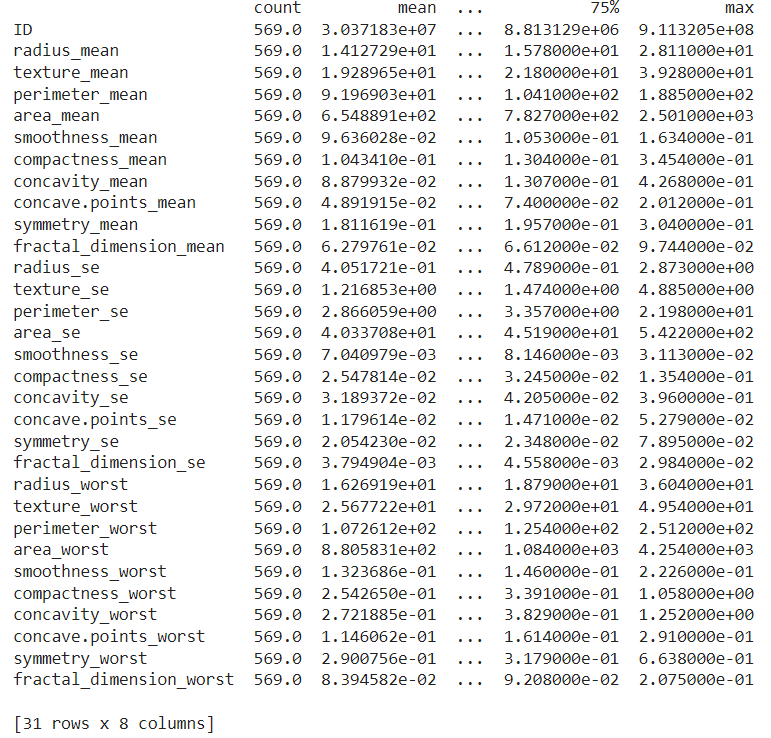 count mean ... 75% max
ID 569.0 3.037183e+07 ... 8.813129e+06 9.113205e+08
radius_mean 569.0 1.412729e+01 ... 1.578000e+01 2.811000e+01
texture_mean 569.0 1.928965e+01 ... 2.180000e+01 3.928000e+01
perimeter_mean 569.0 9.196903e+01 ... 1.041000e+02 1.885000e+02
area_mean 569.0 6.548891e+02 ... 7.827000e+02 2.501000e+03
smoothness_mean 569.0 9.636028e-02 ... 1.053000e-01 1.634000e-01
compactness_mean 569.0 1.043410e-01 ... 1.304000e-01 3.454000e-01
concavity_mean 569.0 8.879932e-02 ... 1.307000e-01 4.268000e-01
concave.points_mean 569.0 4.891915e-02 ... 7.400000e-02 2.012000e-01
symmetry_mean 569.0 1.811619e-01 ... 1.957000e-01 3.040000e-01
fractal_dimension_mean 569.0 6.279761e-02 ... 6.612000e-02 9.744000e-02
radius_se 569.0 4.051721e-01 ... 4.789000e-01 2.873000e+00
texture_se 569.0 1.216853e+00 ... 1.474000e+00 4.885000e+00
perimeter_se 569.0 2.866059e+00 ... 3.357000e+00 2.198000e+01
area_se 569.0 4.033708e+01 ... 4.519000e+01 5.422000e+02
smoothness_se 569.0 7.040979e-03 ... 8.146000e-03 3.113000e-02
compactness_se 569.0 2.547814e-02 ... 3.245000e-02 1.354000e-01
concavity_se 569.0 3.189372e-02 ... 4.205000e-02 3.960000e-01
concave.points_se 569.0 1.179614e-02 ... 1.471000e-02 5.279000e-02
symmetry_se 569.0 2.054230e-02 ... 2.348000e-02 7.895000e-02
fractal_dimension_se 569.0 3.794904e-03 ... 4.558000e-03 2.984000e-02
radius_worst 569.0 1.626919e+01 ... 1.879000e+01 3.604000e+01
texture_worst 569.0 2.567722e+01 ... 2.972000e+01 4.954000e+01
perimeter_worst 569.0 1.072612e+02 ... 1.254000e+02 2.512000e+02
area_worst 569.0 8.805831e+02 ... 1.084000e+03 4.254000e+03
smoothness_worst 569.0 1.323686e-01 ... 1.460000e-01 2.226000e-01
compactness_worst 569.0 2.542650e-01 ... 3.391000e-01 1.058000e+00
concavity_worst 569.0 2.721885e-01 ... 3.829000e-01 1.252000e+00
concave.points_worst 569.0 1.146062e-01 ... 1.614000e-01 2.910000e-01
symmetry_worst 569.0 2.900756e-01 ... 3.179000e-01 6.638000e-01
fractal_dimension_worst 569.0 8.394582e-02 ... 9.208000e-02 2.075000e-01
[31 rows x 8 columns]